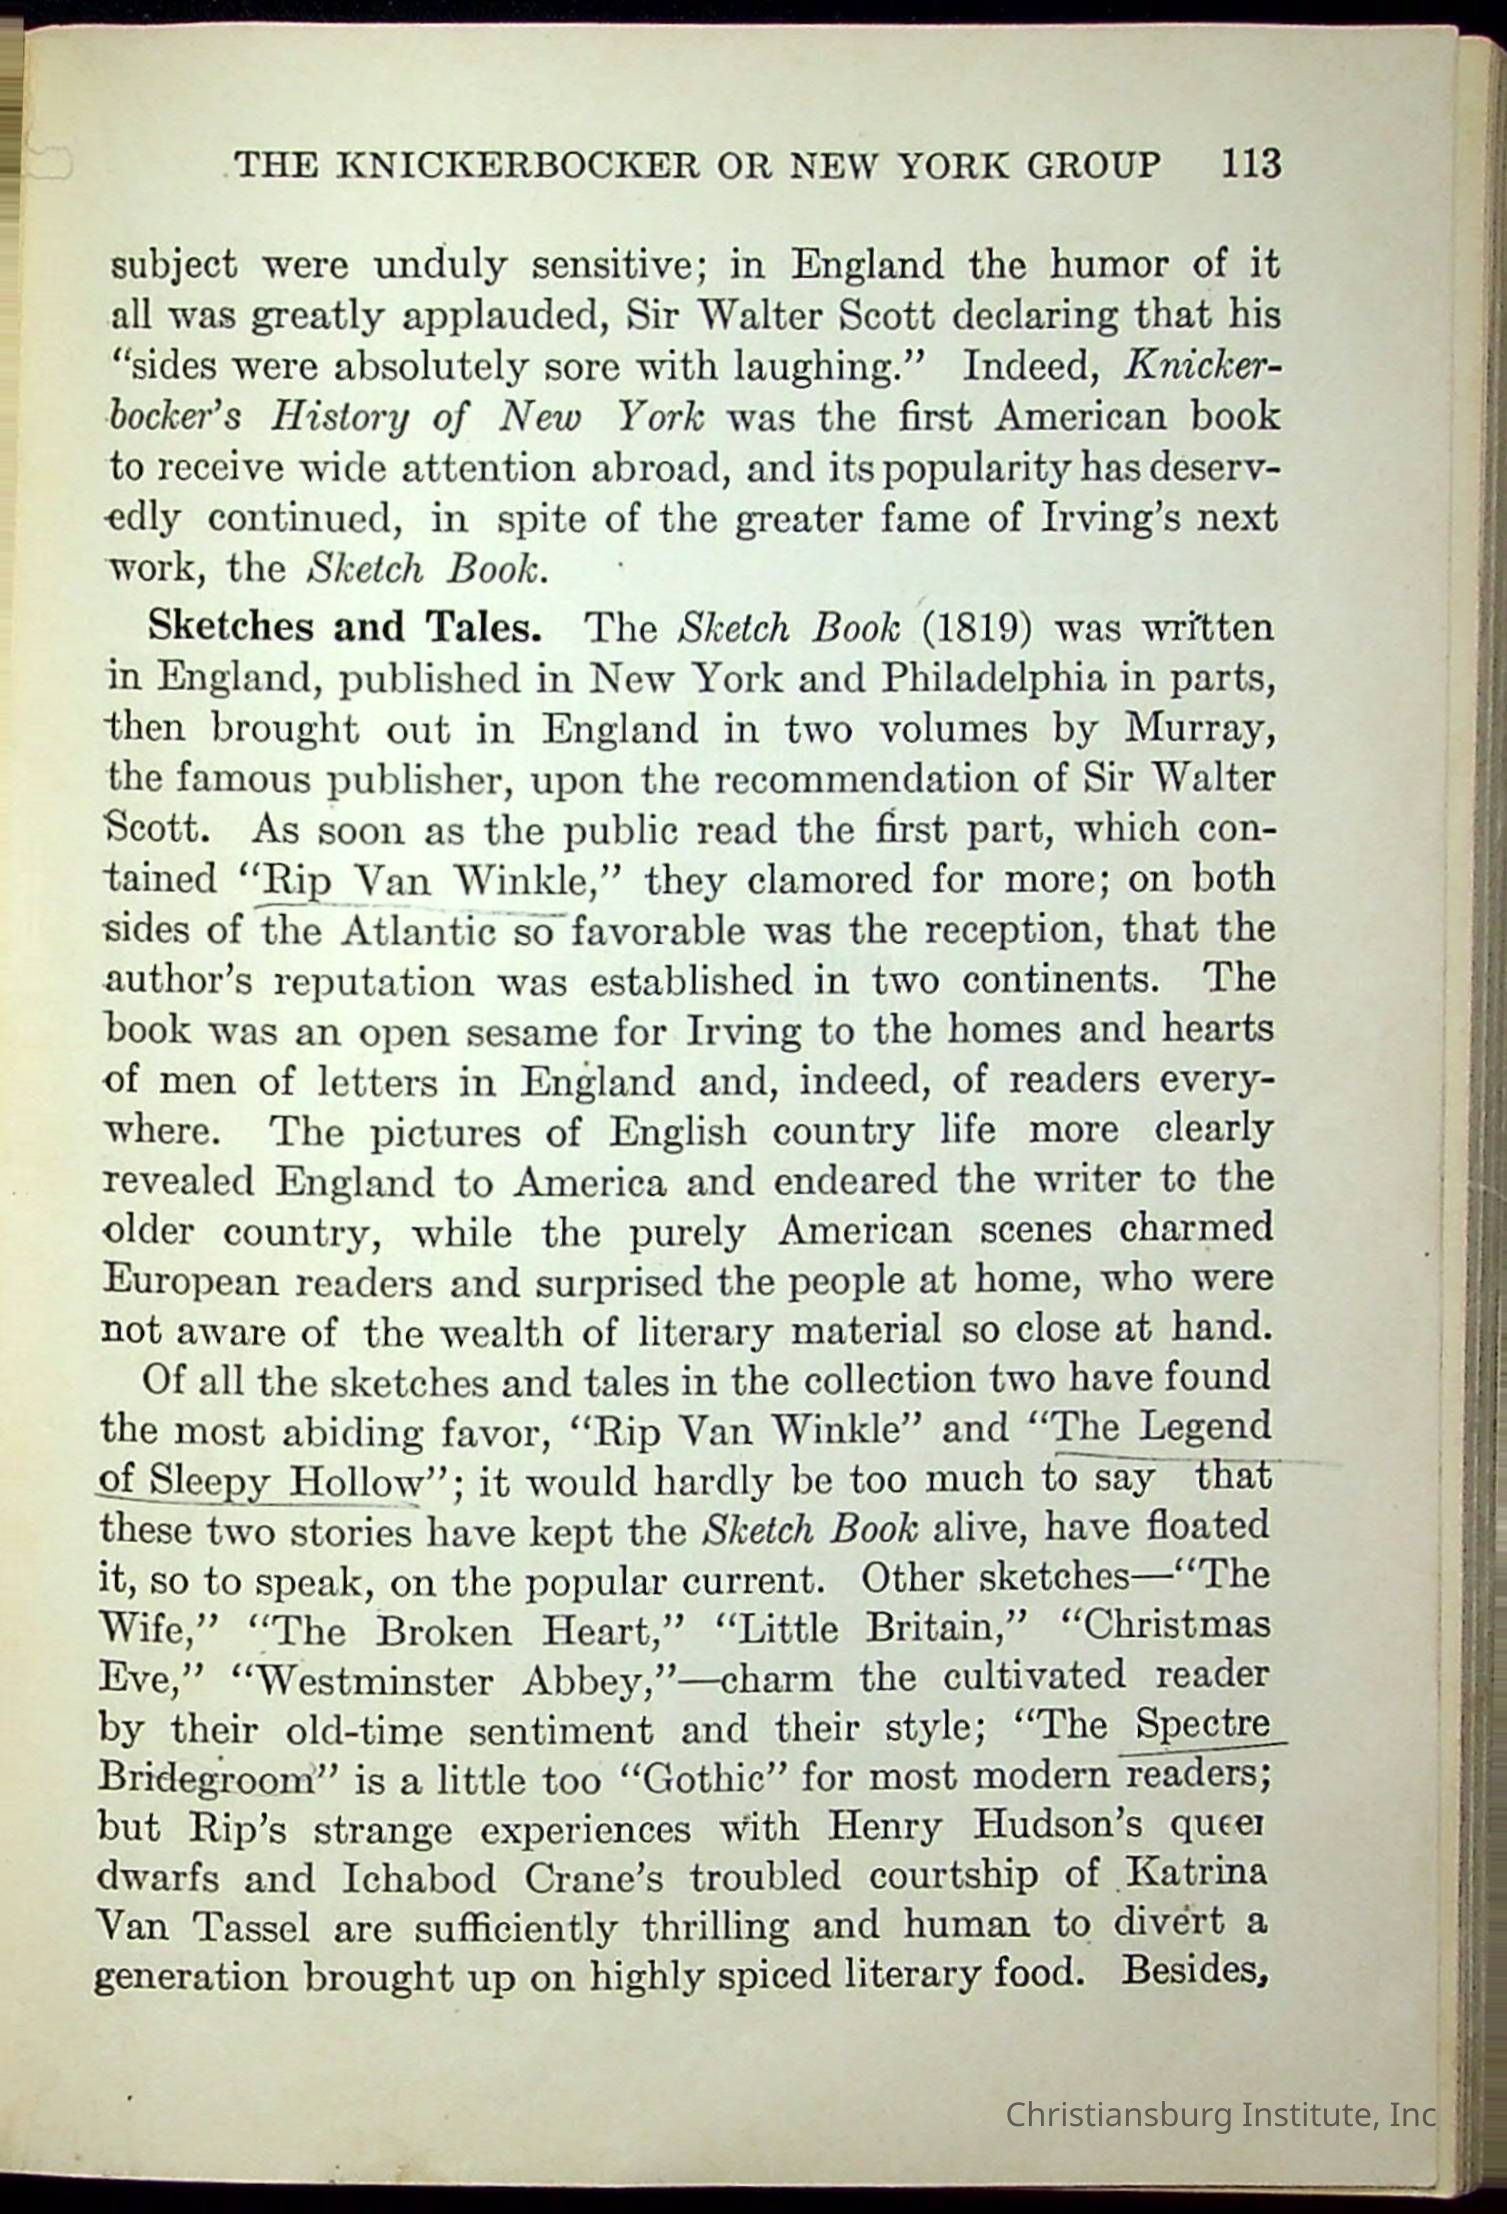 THE KNICKERBOCKER OR NEW YORK GROUP 113
subject were unduly sensitive; in England the humor of it
all was greatly applauded, Sir Walter Scott declaring that his
“sides were absolutely sore with laughing.” Indeed, Knicker-
bocker’s History of New York was the first American book
to receive wide attention abroad, and its popularity has deserv-
edly continued, in spite of the greater fame of Irving’s next
work, the Sketch Book.
Sketches and Tales. The Sketch Book (1819) was written
in England, published in New York and Philadelphia in parts,
then brought out in England in two volumes by Murray,
the famous publisher, upon the recommendation of Sir Walter
Scott. As soon as the public read the first part, which con-
tained “Rip Van Winkle,” they clamored for more; on both
sides of the Atlantic so favorable was the reception, that the
author’s reputation was established in two continents. The
book was an open sesame for Irving to the homes and hearts
of men of letters in England and, indeed, of readers every-
where. The pictures of English country life more clearly
revealed England to America and endeared the writer to the
older country, while the purely American scenes charmed
European readers and surprised the people at home, who were
not aware of the wealth of literary material so close at hand.
Of all the sketches and tales in the collection two have found
the most abiding favor, “Rip Van Winkle” and “The Legend
of Sleepy Hollow”; it would hardly be too much to say that
these two stories have kept the Sketch Book alive, have floated
it, so to speak, on the popular current. Other sketches—“The
Wife,” “The Broken Heart,” “Little Britain,” “Christmas
Eve,” “Westminster Abbey,”—charm the cultivated reader
by their old-time sentiment and their style; “The Spectre
Bridegroom” is a little too “Gothic” for most modern readers;
but Rip’s strange experiences with Henry Hudson’s queer
dwarfs and Ichabod Crane’s troubled courtship of Katrina
Van Tassel are sufficiently thrilling and human to divert a
generation brought up on highly spiced literary food. Besides,
Christiansburg Institute, Inc